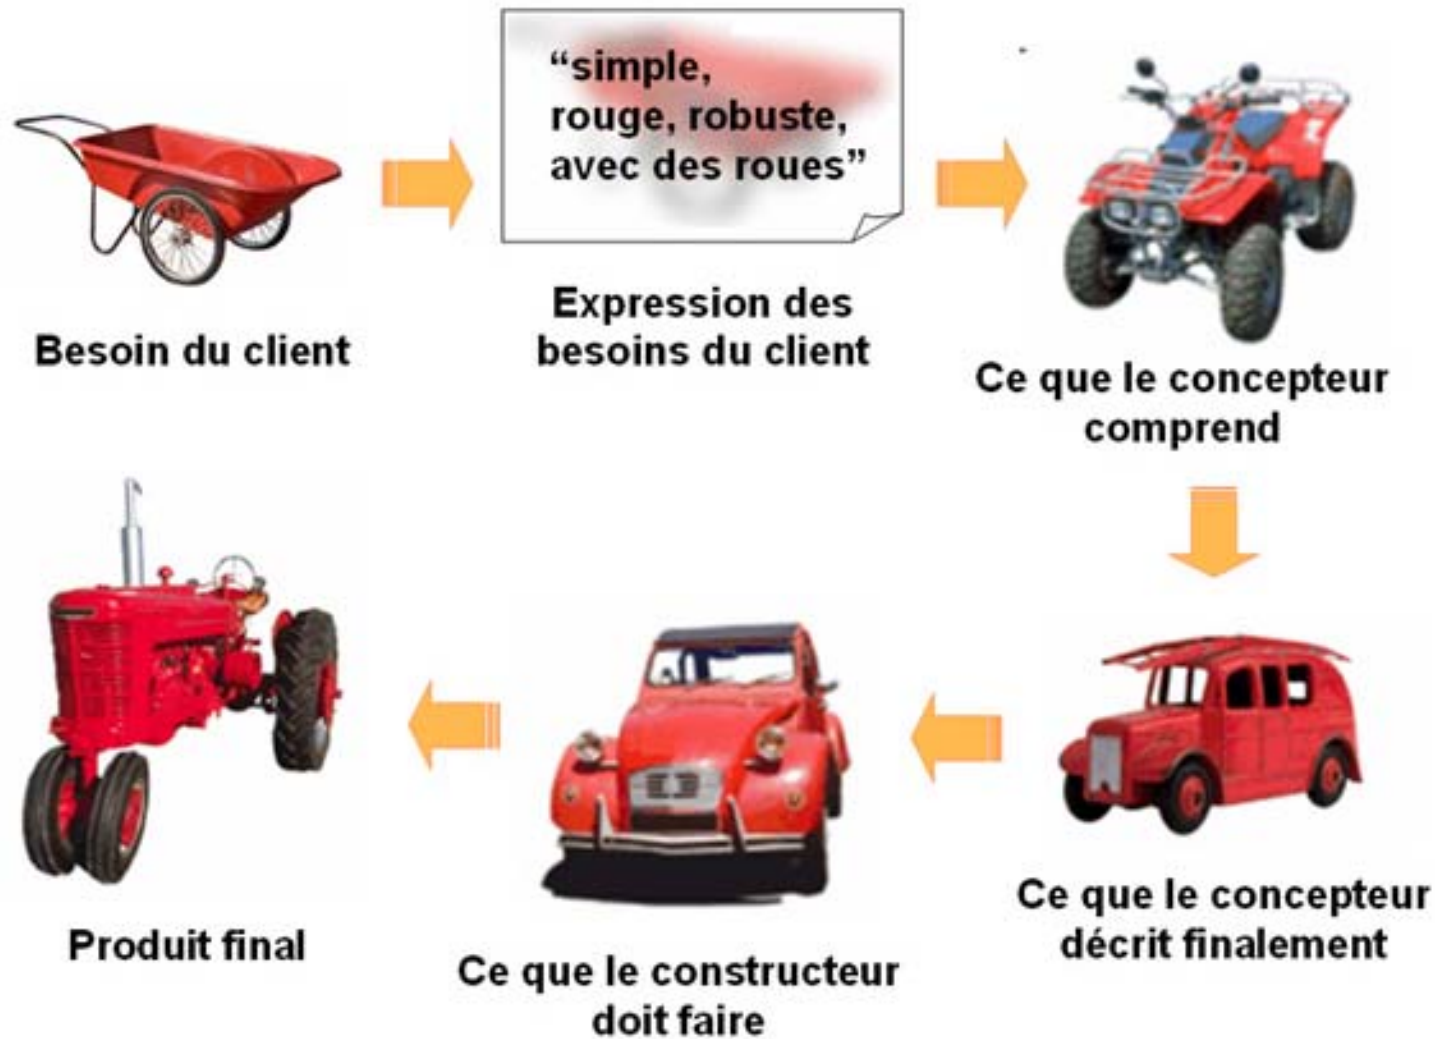 “simple,
rouge, robuste,
avec des roues”
Besoin du client
Expression des
besoins du client
Ce que le concepteur
comprend
Ce que le concepteur
décrit finalement
Ce que le constructeur
doit faire
Produit final